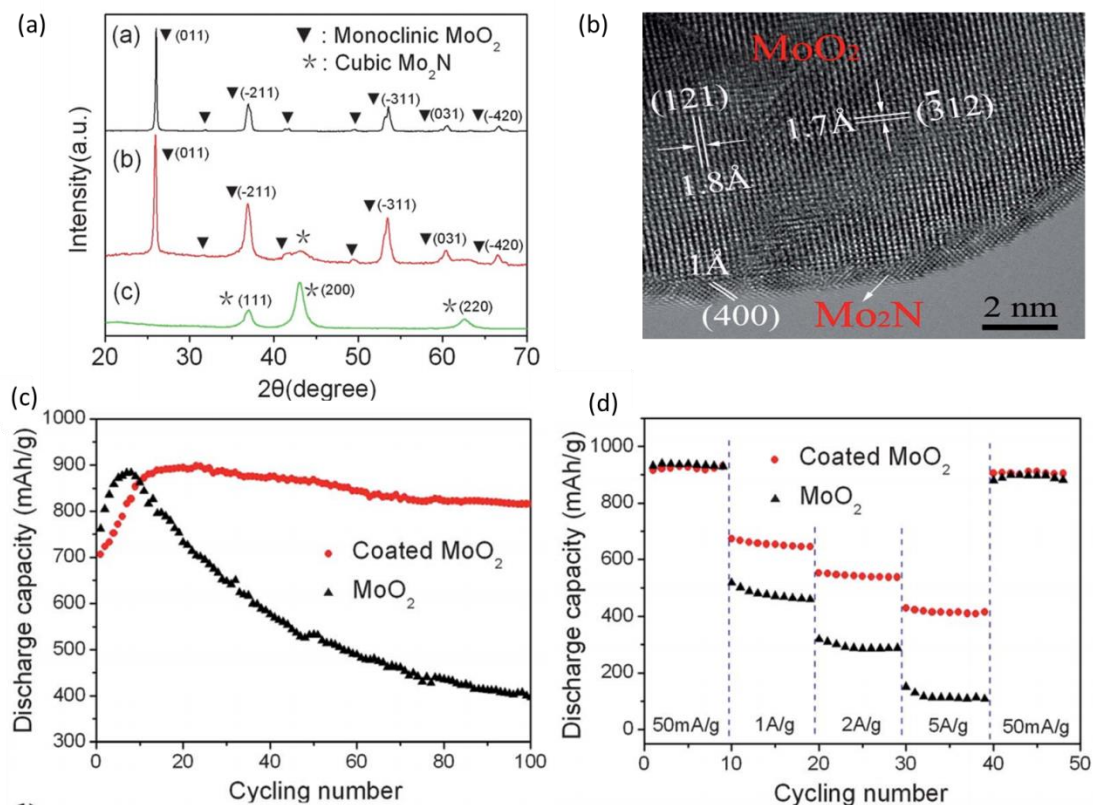 (a)
(a)
▼ : Monoclinic MoO₂
* : Cubic Mo₂N
▼(011)
▼(-211)
▼(-311)
▼(031)
▼(-420)
(b)
▼(011)
▼(-211)
*
▼(-311)
▼(031)
▼(-420)
(c)
*(111)
*(200)
*(220)
Intensity(a.u.)
20 30 40 50 60 70
2θ(degree)
(b)
MoO₂
(121)
1.7Å
(3̄12)
1.8Å
1Å
(400)
Mo₂N
2 nm
(c)
1000
900
800
700
600
500
400
300
Discharge capacity (mAh/g)
Coated MoO₂
MoO₂
0 20 40 60 80 100
Cycling number
(d)
1000
800
600
400
200
0
Discharge capacity (mAh/g)
Coated MoO₂
MoO₂
50mA/g 1A/g 2A/g 5A/g 50mA/g
0 10 20 30 40 50
Cycling number